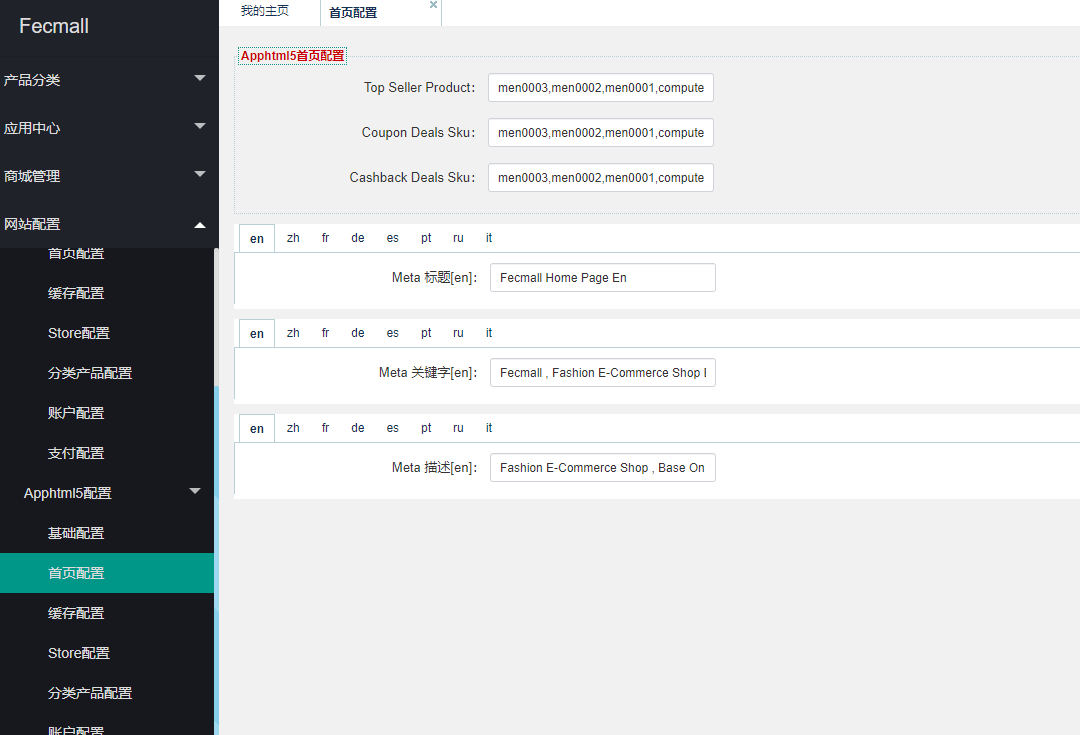 Fecmall
产品分类
应用中心
商城管理
网站配置
首页配置
缓存配置
Store配置
分类产品配置
账户配置
支付配置
Apphtml5配置
基础配置
首页配置
缓存配置
Store配置
分类产品配置
账户配置
我的主页 首页配置
Apphtml5首页配置
Top Seller Product： men0003,men0002,men0001,compute
Coupon Deals Sku： men0003,men0002,men0001,compute
Cashback Deals Sku： men0003,men0002,men0001,compute
en zh fr de es pt ru it
Meta 标题[en]： Fecmall Home Page En
en zh fr de es pt ru it
Meta 关键字[en]： Fecmall , Fashion E-Commerce Shop
en zh fr de es pt ru it
Meta 描述[en]： Fashion E-Commerce Shop , Base On